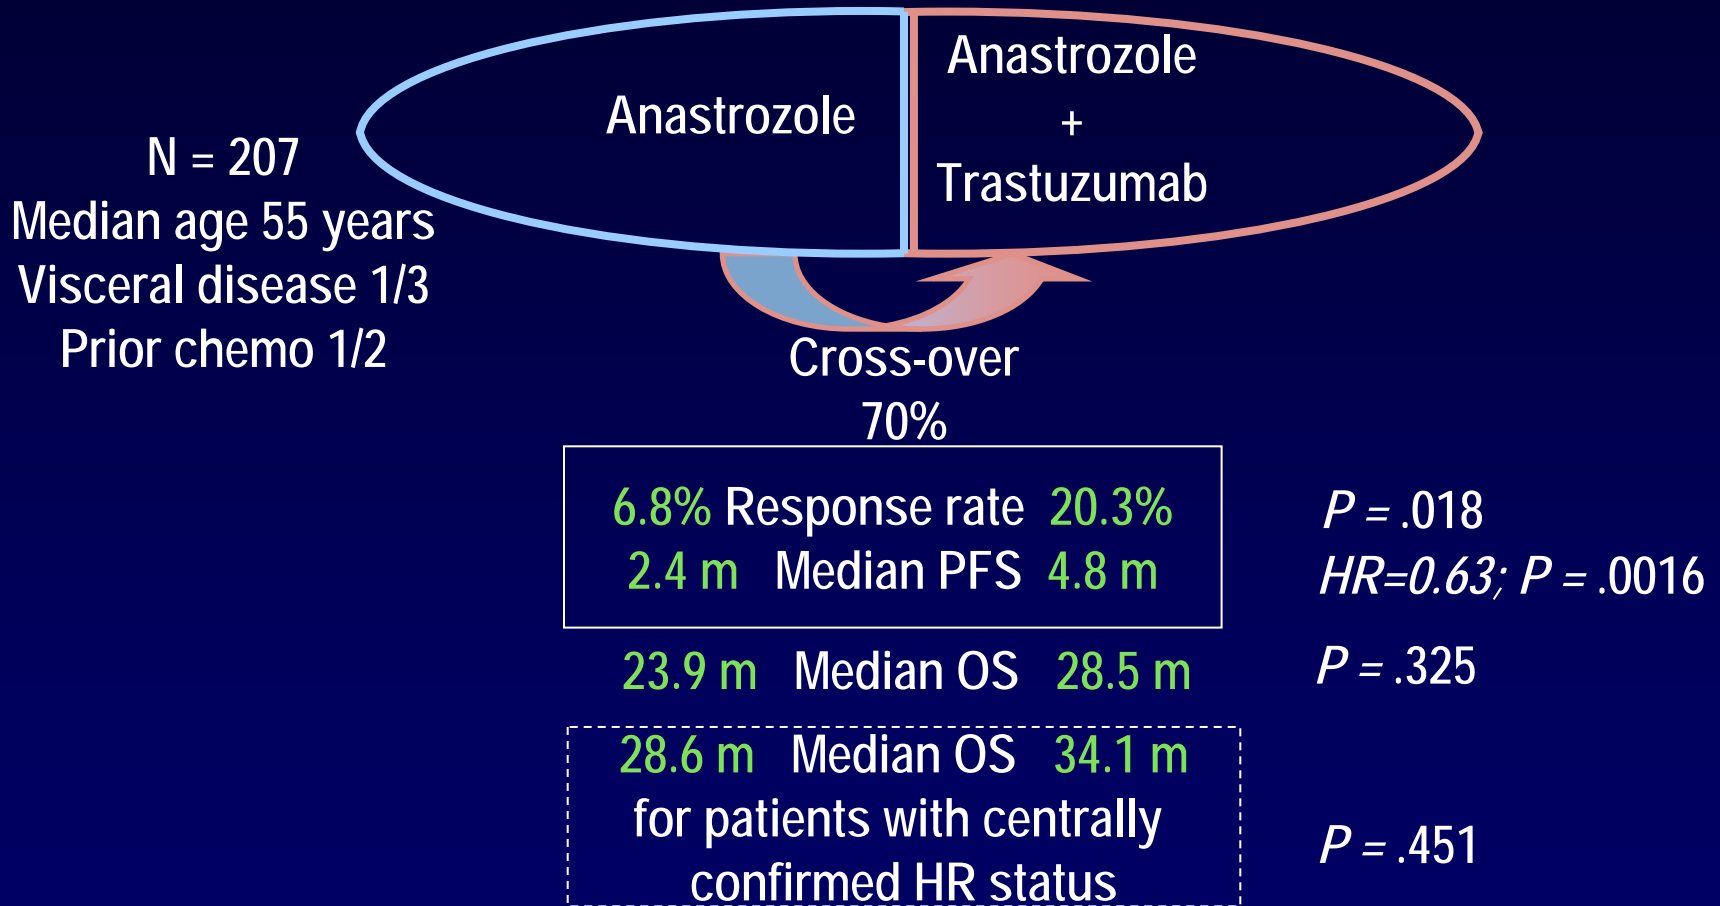 Anastrozole
Anastrozole
+
Trastuzumab
N = 207
Median age 55 years
Visceral disease 1/3
Prior chemo 1/2
Cross-over
70%
6.8% Response rate 20.3% P = .018
2.4 m Median PFS 4.8 m HR=0.63; P = .0016
23.9 m Median OS 28.5 m P = .325
28.6 m Median OS 34.1 m
for patients with centrally
confirmed HR status
P = .451